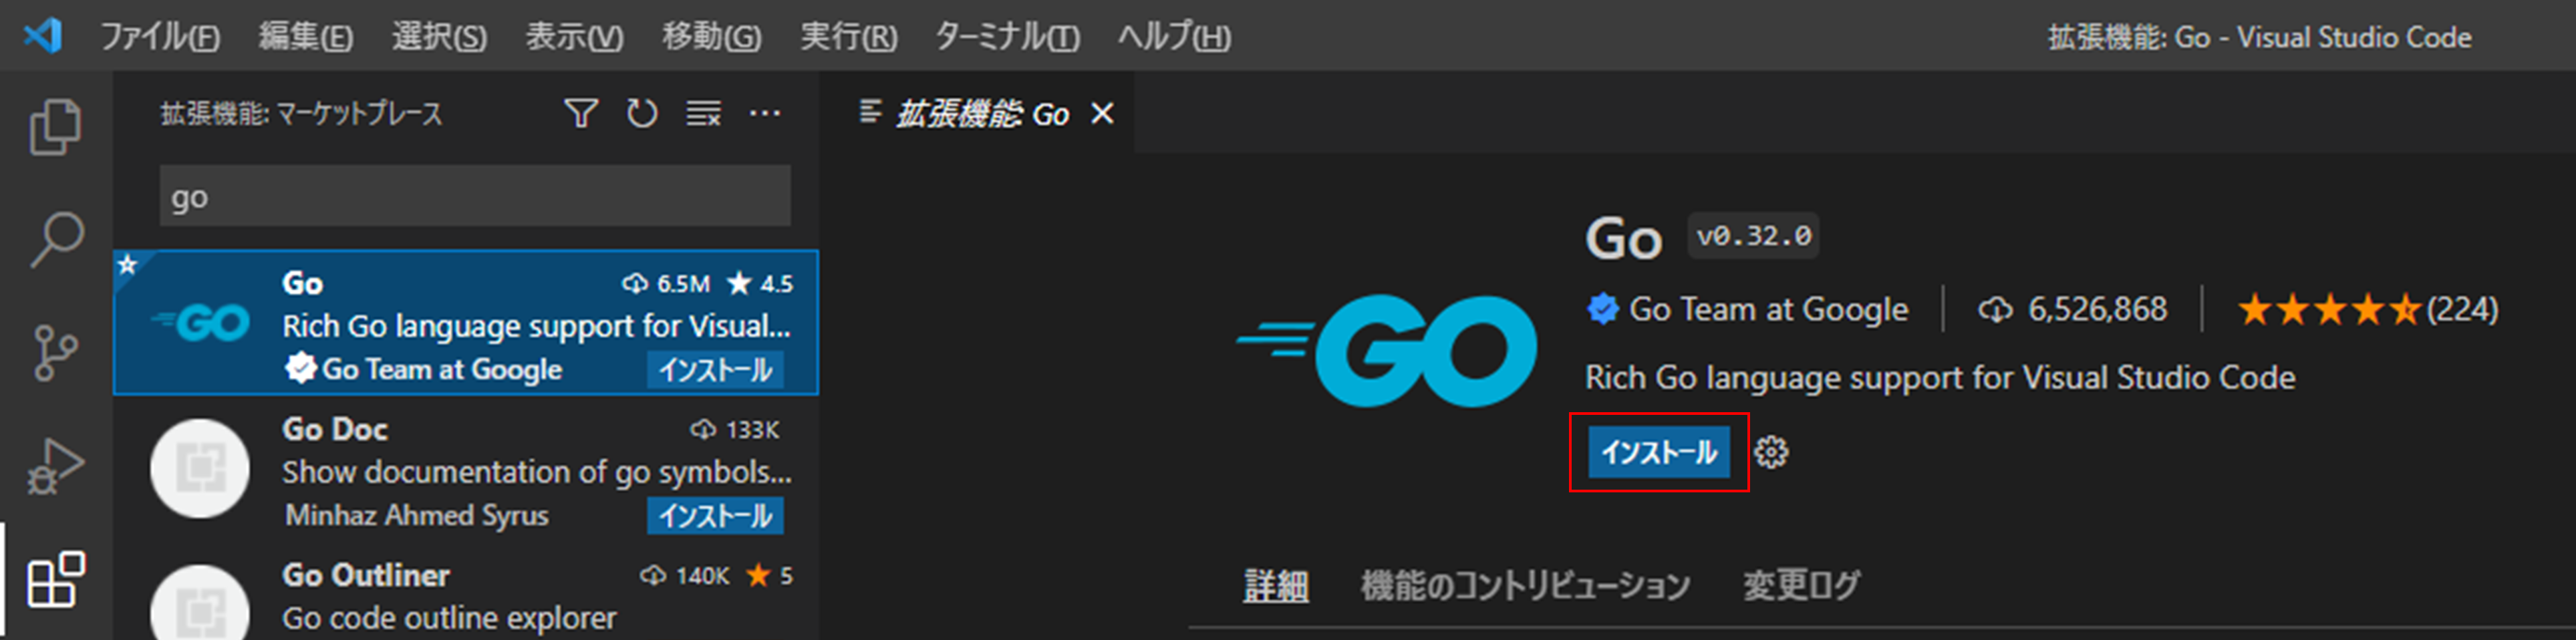 ファイル(F) 編集(E) 選択(S) 表示(V) 移動(G) 実行(R) ターミナル(T) ヘルプ(H) 拡張機能: Go - Visual Studio Code
拡張機能: マーケットプレース
go
Go 6.5M 4.5
Rich Go language support for Visual...
Go Team at Google インストール
Go Doc 133K
Show documentation of go symbols...
Minhaz Ahmed Syrus インストール
Go Outliner 140K 5
Go code outline explorer
拡張機能: Go
GO
Go v0.32.0
Go Team at Google 6,526,868 (224)
Rich Go language support for Visual Studio Code
インストール
詳細 機能のコントリビューション 変更ログ